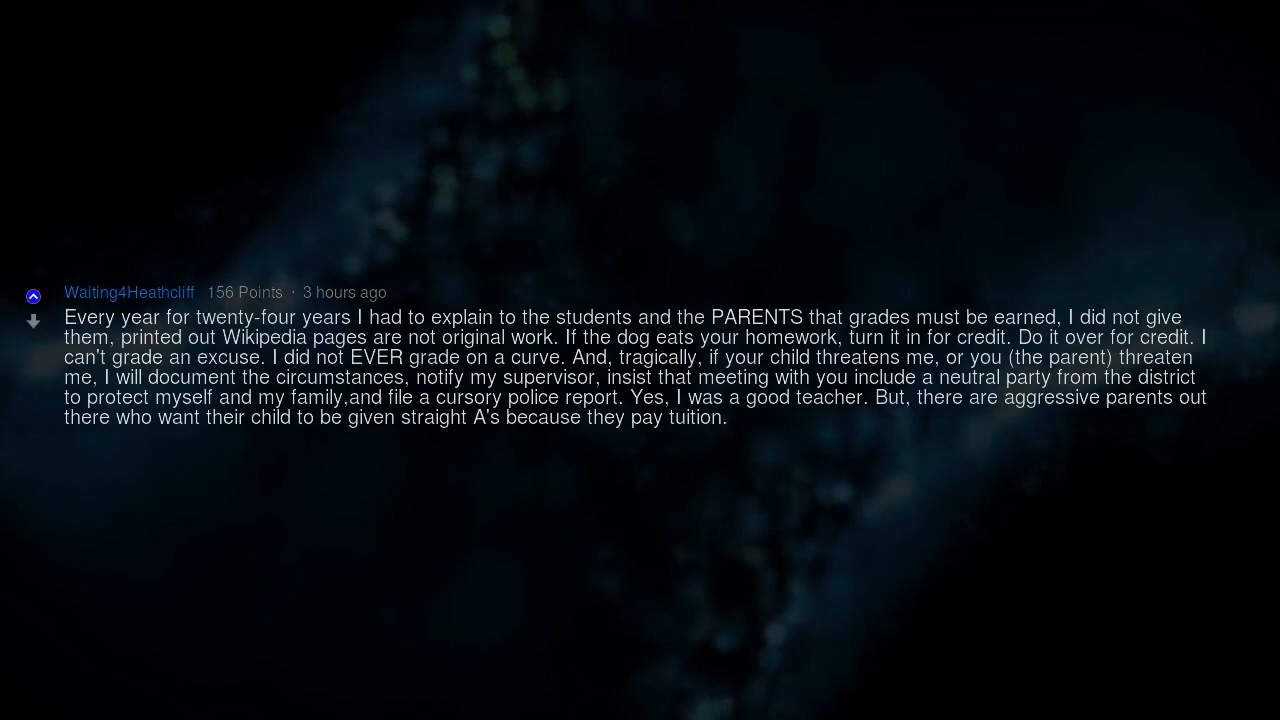 Waiting4Heathcliff 156 Points · 3 hours ago
Every year for twenty-four years I had to explain to the students and the PARENTS that grades must be earned, I did not give
them, printed out Wikipedia pages are not original work. If the dog eats your homework, turn it in for credit. Do it over for credit. I
can't grade an excuse. I did not EVER grade on a curve. And, tragically, if your child threatens me, or you (the parent) threaten
me, I will document the circumstances, notify my supervisor, insist that meeting with you include a neutral party from the district
to protect myself and my family,and file a cursory police report. Yes, I was a good teacher. But, there are aggressive parents out
there who want their child to be given straight A's because they pay tuition.